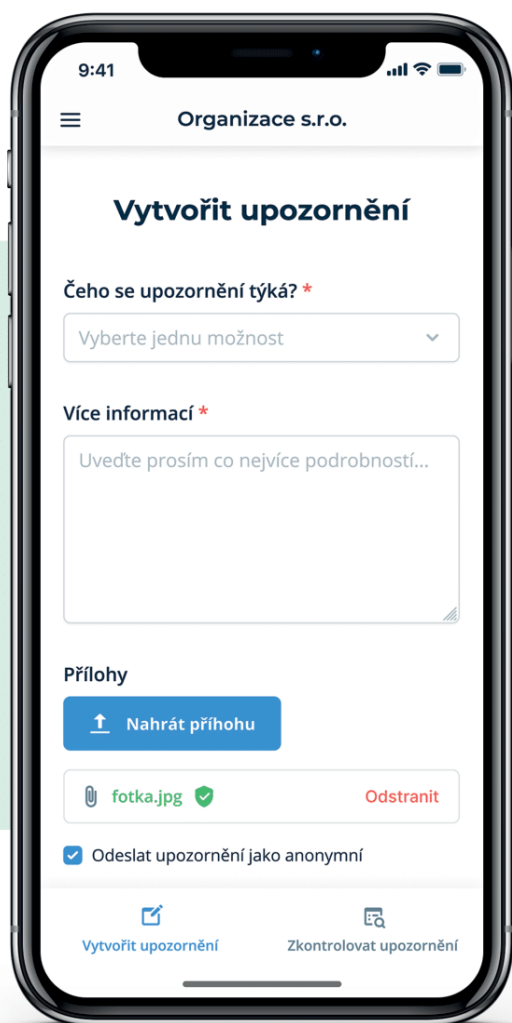 9:41
Organizace s.r.o.
Vytvořit upozornění
Čeho se upozornění týká? *
Vyberte jednu možnost
Více informací *
Uveďte prosím co nejvíce podrobností...
Přílohy
Nahrát příhohu
fotka.jpg
Odstranit
Odeslat upozornění jako anonymní
Vytvořit upozornění
Zkontrolovat upozornění